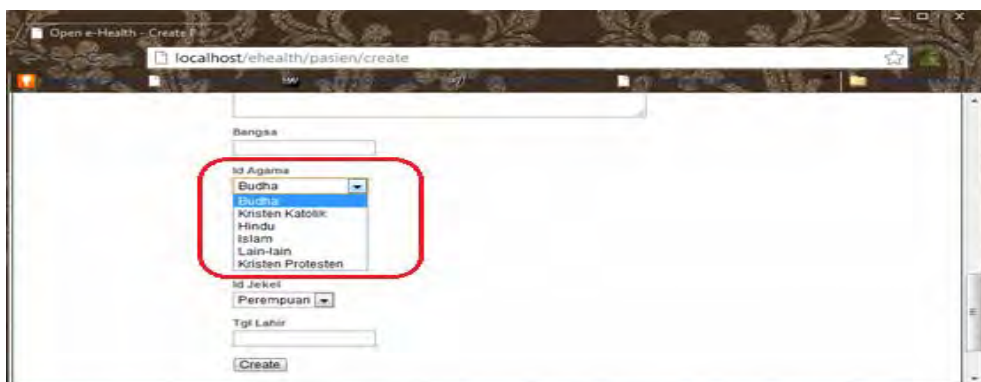 Open e-Health - Create
localhost/ehealth/pasien/create
Bangsa
Id Agama
Budha
Budha
Kristen Katolik
Hindu
Islam
Lain-lain
Kristen Protesten
Id Jekel
Perempuan
Tgl Lahir
Create